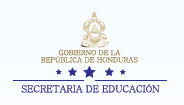 GOBIERNO DE LA
REPÚBLICA DE HONDURAS
SECRETARIA DE EDUCACIÓN